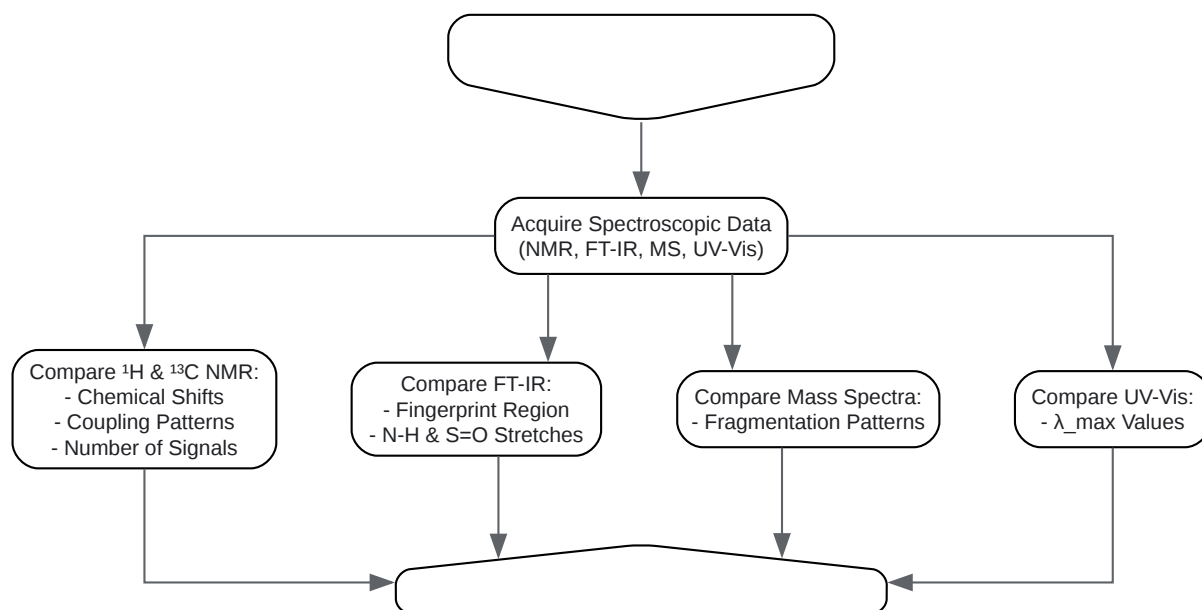 Acquire Spectroscopic Data
(NMR, FT-IR, MS, UV-Vis)
Compare ¹H & ¹³C NMR:
- Chemical Shifts
- Coupling Patterns
- Number of Signals
Compare FT-IR:
- Fingerprint Region
- N-H & S=O Stretches
Compare Mass Spectra:
- Fragmentation Patterns
Compare UV-Vis:
- λ_max Values